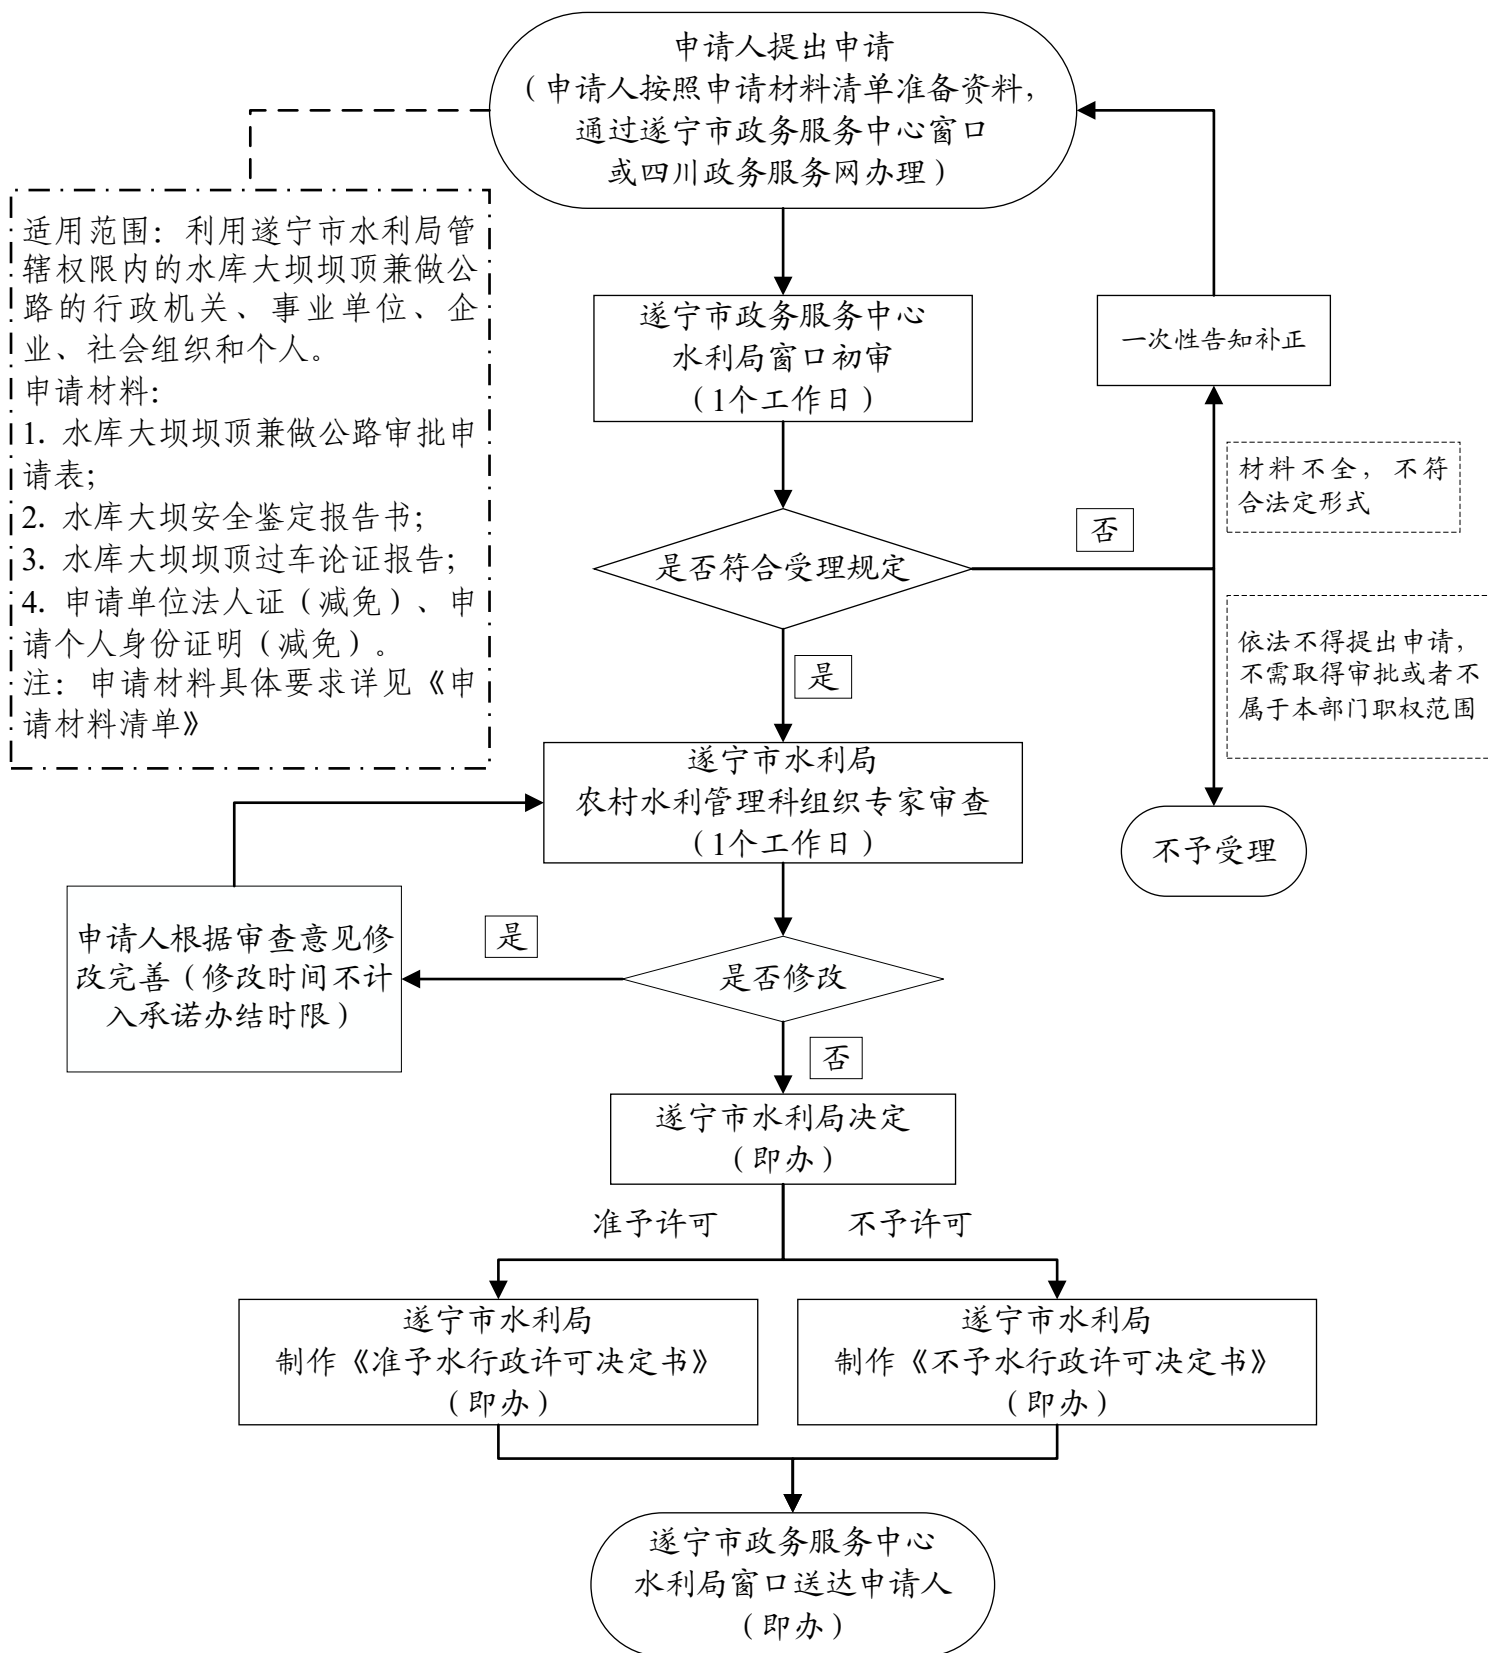 申请人提出申请
（申请人按照申请材料清单准备资料，
通过遂宁市政务服务中心窗口
或四川政务服务网办理）
适用范围：利用遂宁市水利局管
辖权限内的水库大坝坝顶兼做公
路的行政机关、事业单位、企
业、社会组织和个人。
申请材料：
1. 水库大坝坝顶兼做公路审批申
请表；
2. 水库大坝安全鉴定报告书；
3. 水库大坝坝顶过车论证报告；
4. 申请单位法人证（减免）、申
请个人身份证明（减免）。
注：申请材料具体要求详见《申
请材料清单》
遂宁市政务服务中心
水利局窗口初审
（1个工作日）
一次性告知补正
材料不全，不符
合法定形式
否
是否符合受理规定
依法不得提出申请，
不需取得审批或者不
属于本部门职权范围
是
不予受理
遂宁市水利局
农村水利管理科组织专家审查
（1个工作日）
是
申请人根据审查意见修
改完善（修改时间不计
入承诺办结时限）
是否修改
否
遂宁市水利局决定
（即办）
准予许可
不予许可
遂宁市水利局
制作《准予水行政许可决定书》
（即办）
遂宁市水利局
制作《不予水行政许可决定书》
（即办）
遂宁市政务服务中心
水利局窗口送达申请人
（即办）